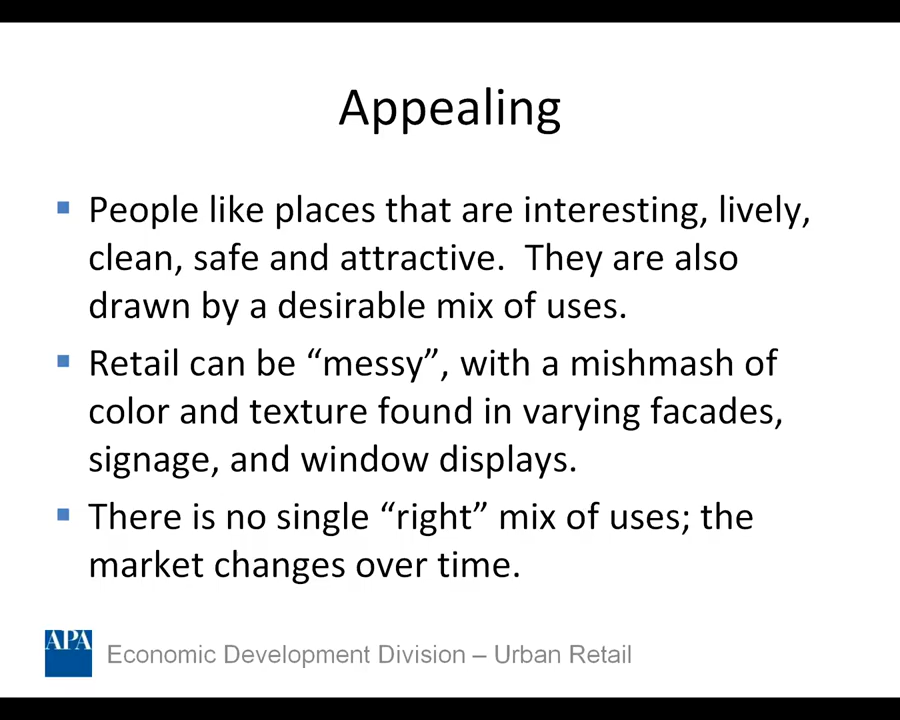 Appealing
People like places that are interesting, lively,
clean, safe and attractive.  They are also
drawn by a desirable mix of uses.
Retail can be “messy”, with a mishmash of
color and texture found in varying facades,
signage, and window displays.
There is no single “right” mix of uses; the
market changes over time.
APA
Economic Development Division – Urban Retail